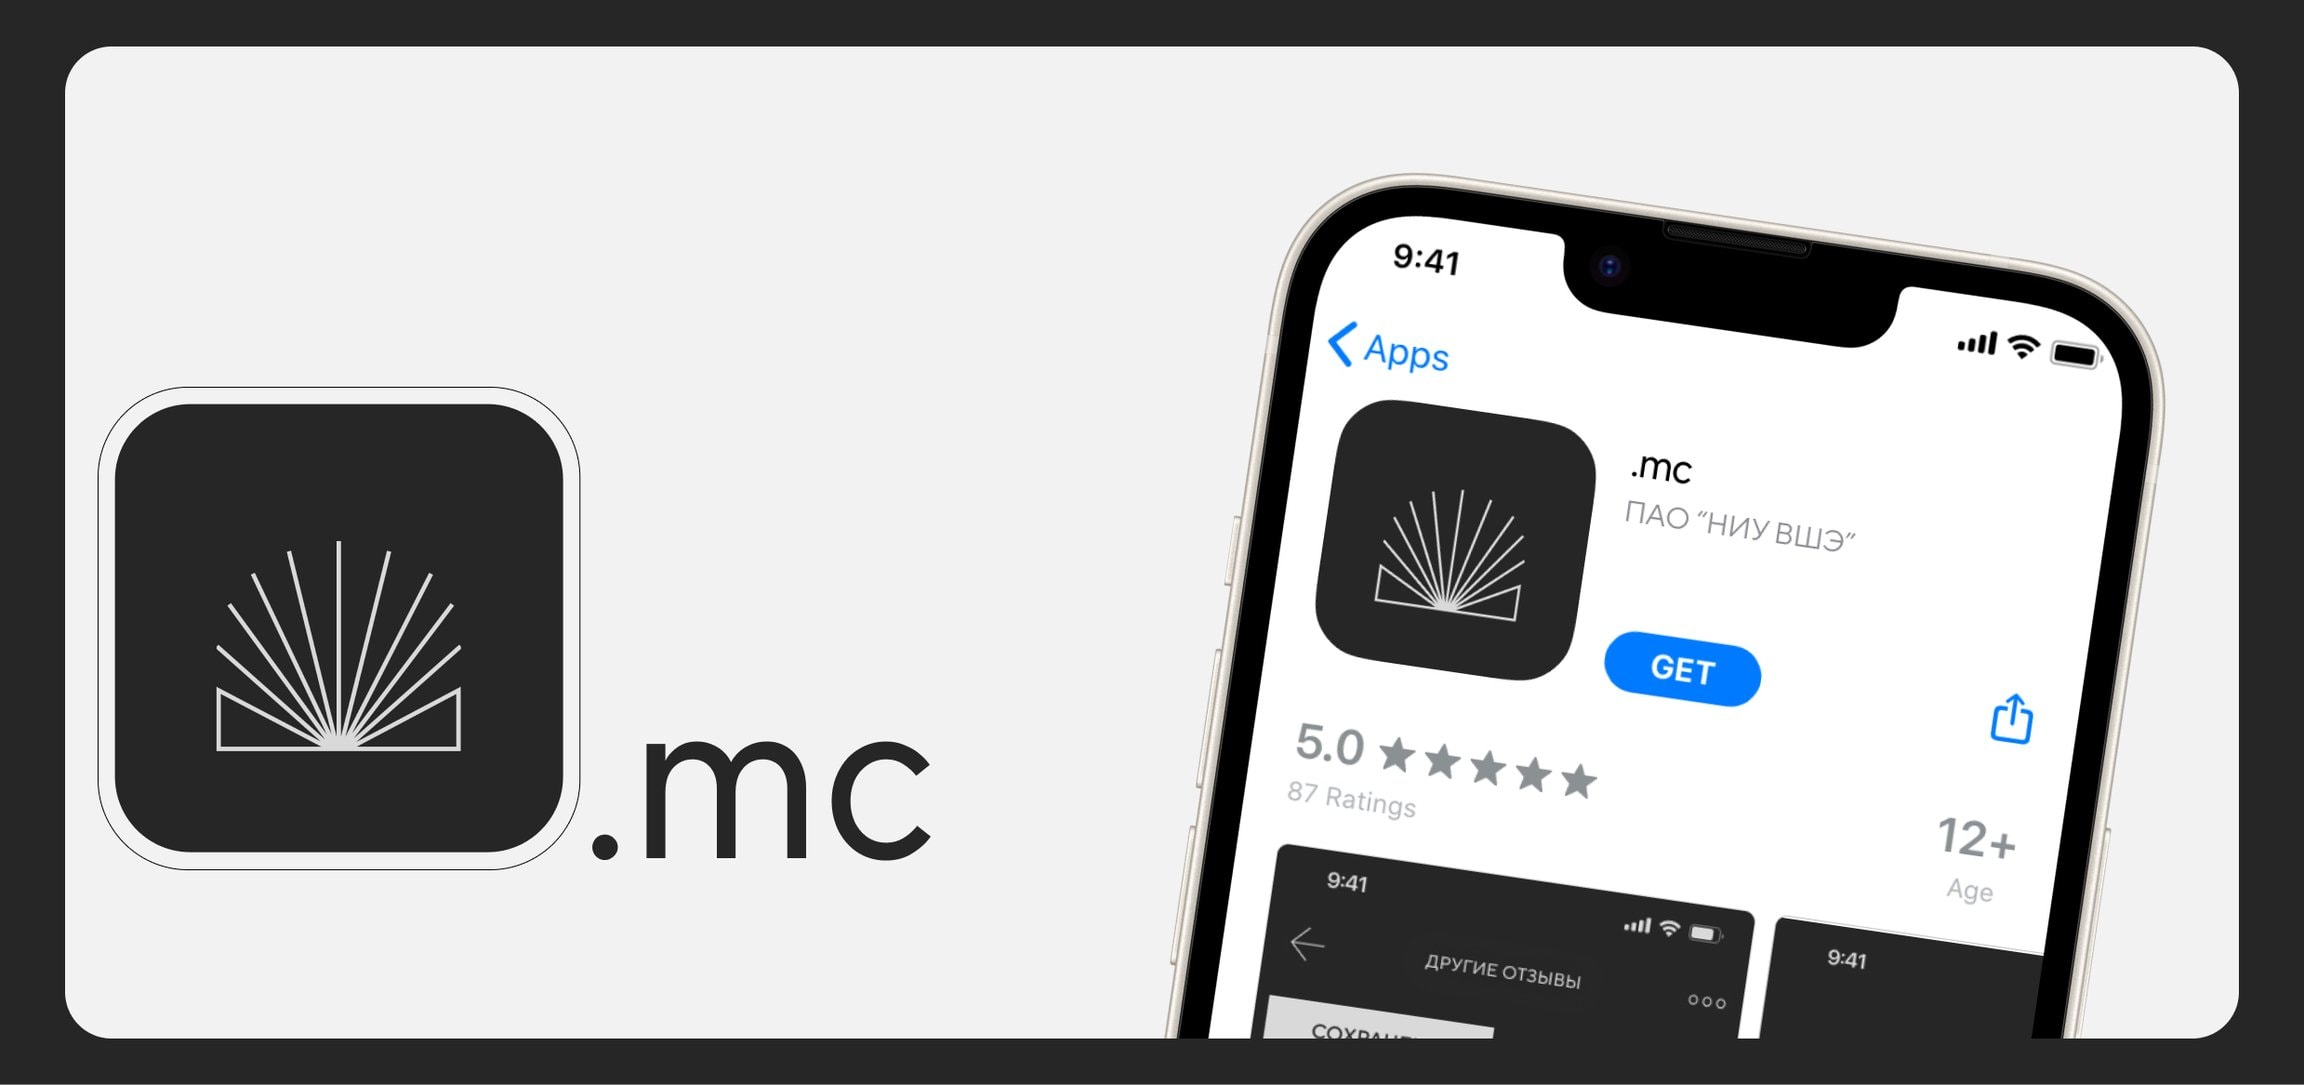 .mc
9:41
Apps
.mc
ПАО “НИУ ВШЭ”
GET
5.0
87 Ratings
12+
Age
9:41
ДРУГИЕ ОТЗЫВЫ
9:41